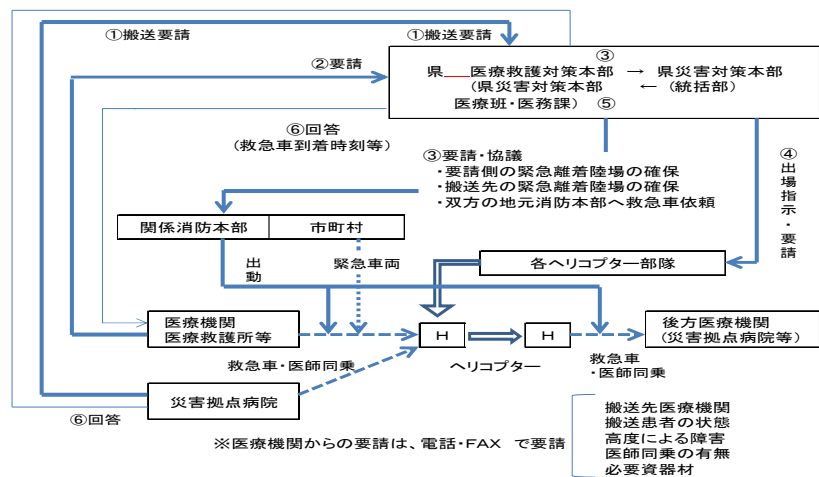 ①搬送要請
①搬送要請
②要請
③
県　　医療救護対策本部 → 県災害対策本部
(県災害対策本部 ← (統括部)
医療班・医務課) ⑤
⑥回答
(救急車到着時刻等)
③要請・協議
・要請側の緊急離着陸場の確保
・搬送先の緊急離着陸場の確保
・双方の地元消防本部へ救急車依頼
④出場指示・要請
関係消防本部
市町村
出動
緊急車両
各ヘリコプター部隊
医療機関
医療救護所等
H
H
後方医療機関
(災害拠点病院等)
救急車・医師同乗
ヘリコプター
救急車
・医師同乗
災害拠点病院
⑥回答
※医療機関からの要請は、電話・FAX で要請
搬送先医療機関
搬送患者の状態
高度による障害
医師同乗の有無
必要資器材